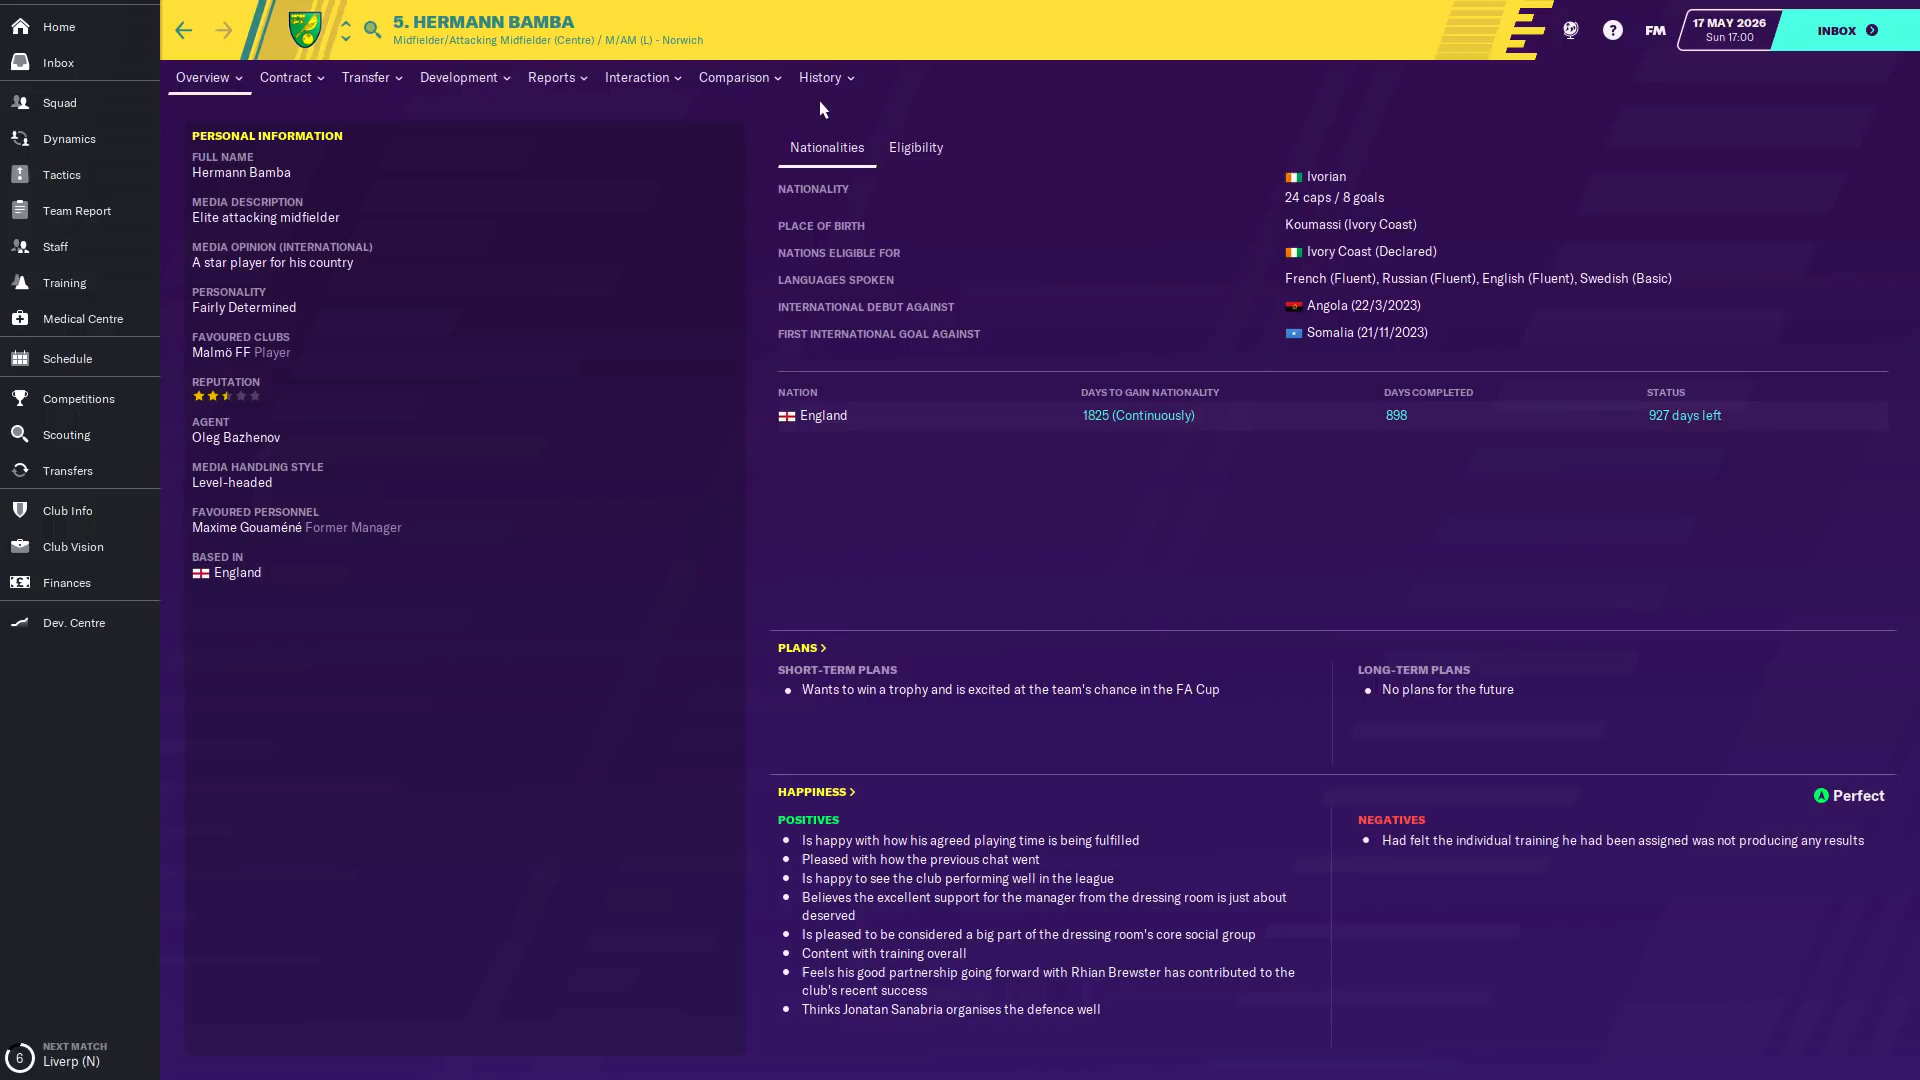 Home
Inbox
Squad
Dynamics
Tactics
Team Report
Staff
Training
Medical Centre
Schedule
Competitions
Scouting
Transfers
Club Info
Club Vision
Finances
Dev. Centre
6
NEXT MATCH
Liverp (N)
5. HERMANN BAMBA
Midfielder/Attacking Midfielder (Centre) / M/AM (L) - Norwich
?
FM
17 MAY 2026
Sun 17:00
INBOX
Overview
Contract
Transfer
Development
Reports
Interaction
Comparison
History
PERSONAL INFORMATION
FULL NAME
Hermann Bamba
MEDIA DESCRIPTION
Elite attacking midfielder
MEDIA OPINION (INTERNATIONAL)
A star player for his country
PERSONALITY
Fairly Determined
FAVOURED CLUBS
Malmö FF Player
REPUTATION
AGENT
Oleg Bazhenov
MEDIA HANDLING STYLE
Level-headed
FAVOURED PERSONNEL
Maxime Gouaméné Former Manager
BASED IN
England
Nationalities
Eligibility
NATIONALITY
Ivorian
24 caps / 8 goals
PLACE OF BIRTH
Koumassi (Ivory Coast)
NATIONS ELIGIBLE FOR
Ivory Coast (Declared)
LANGUAGES SPOKEN
French (Fluent), Russian (Fluent), English (Fluent), Swedish (Basic)
INTERNATIONAL DEBUT AGAINST
Angola (22/3/2023)
FIRST INTERNATIONAL GOAL AGAINST
Somalia (21/11/2023)
NATION
DAYS TO GAIN NATIONALITY
DAYS COMPLETED
STATUS
England
1825 (Continuously)
898
927 days left
PLANS >
SHORT-TERM PLANS
Wants to win a trophy and is excited at the team's chance in the FA Cup
LONG-TERM PLANS
No plans for the future
HAPPINESS >
Perfect
POSITIVES
Is happy with how his agreed playing time is being fulfilled
Pleased with how the previous chat went
Is happy to see the club performing well in the league
Believes the excellent support for the manager from the dressing room is just about
deserved
Is pleased to be considered a big part of the dressing room's core social group
Content with training overall
Feels his good partnership going forward with Rhian Brewster has contributed to the
club's recent success
Thinks Jonatan Sanabria organises the defence well
NEGATIVES
Had felt the individual training he had been assigned was not producing any results